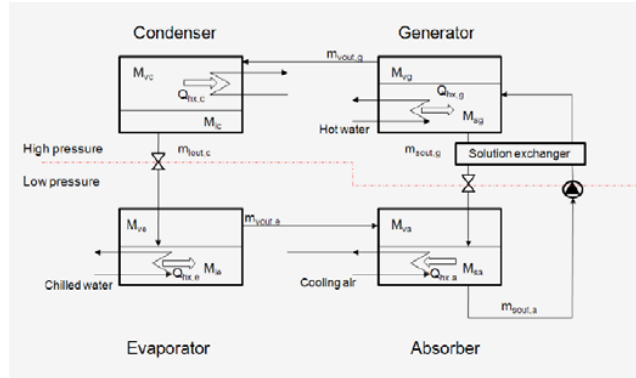 Condenser
Generator
m_vout,g
M_vc
Q_hx,c
M_lc
M_vg
Q_hx,g
M_sg
Hot water
High pressure
m_lout,c
m_sout,g
Solution exchanger
Low pressure
m_vout,e
M_ve
M_va
Q_hx,e
M_le
Q_hx,a
M_sa
Chilled water
Cooling air
m_sout,a
Evaporator
Absorber